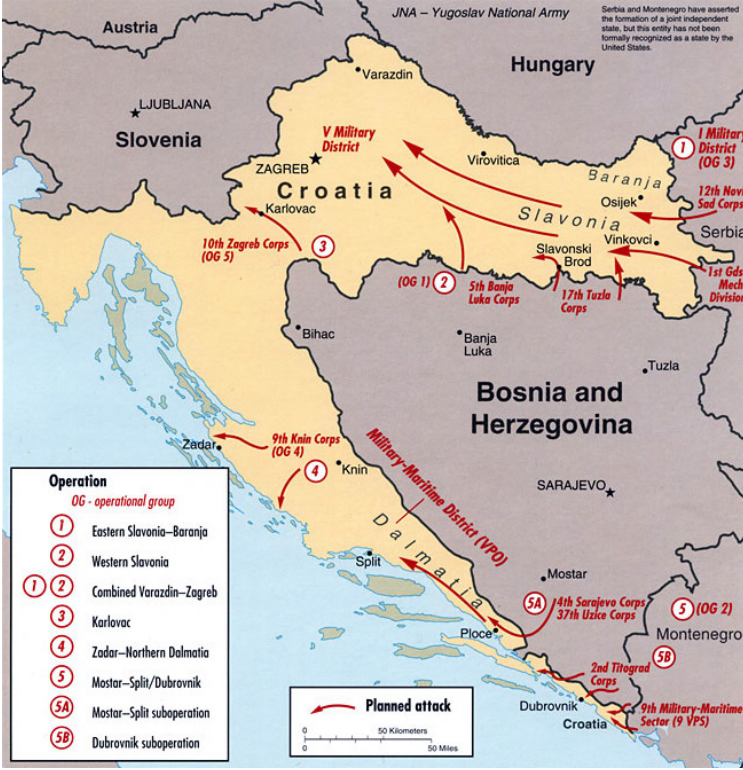 JNA – Yugoslav National Army
Serbia and Montenegro have asserted
the formation of a joint independent
state, but this entity has not been
formally recognized as a state by the
United States.
Austria
Hungary
Varazdin
LJUBLJANA
Slovenia
V Military
District
ZAGREB
Croatia
Virovitica
1
I Military
District
(OG 3)
Baranja
Osijek
12th Novi
Sad Corps
Slavonia
Serbia
Karlovac
Vinkovci
10th Zagreb Corps
(OG 5)
3
Slavonski
Brod
(OG 1)
2
5th Banja
Luka Corps
17th Tuzla
Corps
1st Gds
Mech
Division
Bihac
Banja
Luka
Tuzla
Bosnia and
Herzegovina
Zadar
9th Knin Corps
(OG 4)
4
Knin
Military-Maritime District (VPO)
SARAJEVO
Dalmatia
Split
Mostar
5A
4th Sarajevo Corps
37th Uzice Corps
5
(OG 2)
Montenegro
Ploce
5B
2nd Titograd
Corps
Dubrovnik
Croatia
9th Military-Maritime
Sector (9 VPS)
Operation
OG - operational group
1 Eastern Slavonia–Baranja
2 Western Slavonia
1 2 Combined Varazdin–Zagreb
3 Karlovac
4 Zadar–Northern Dalmatia
5 Mostar–Split/Dubrovnik
5A Mostar–Split suboperation
5B Dubrovnik suboperation
Planned attack
0 50 Kilometers
0 50 Miles